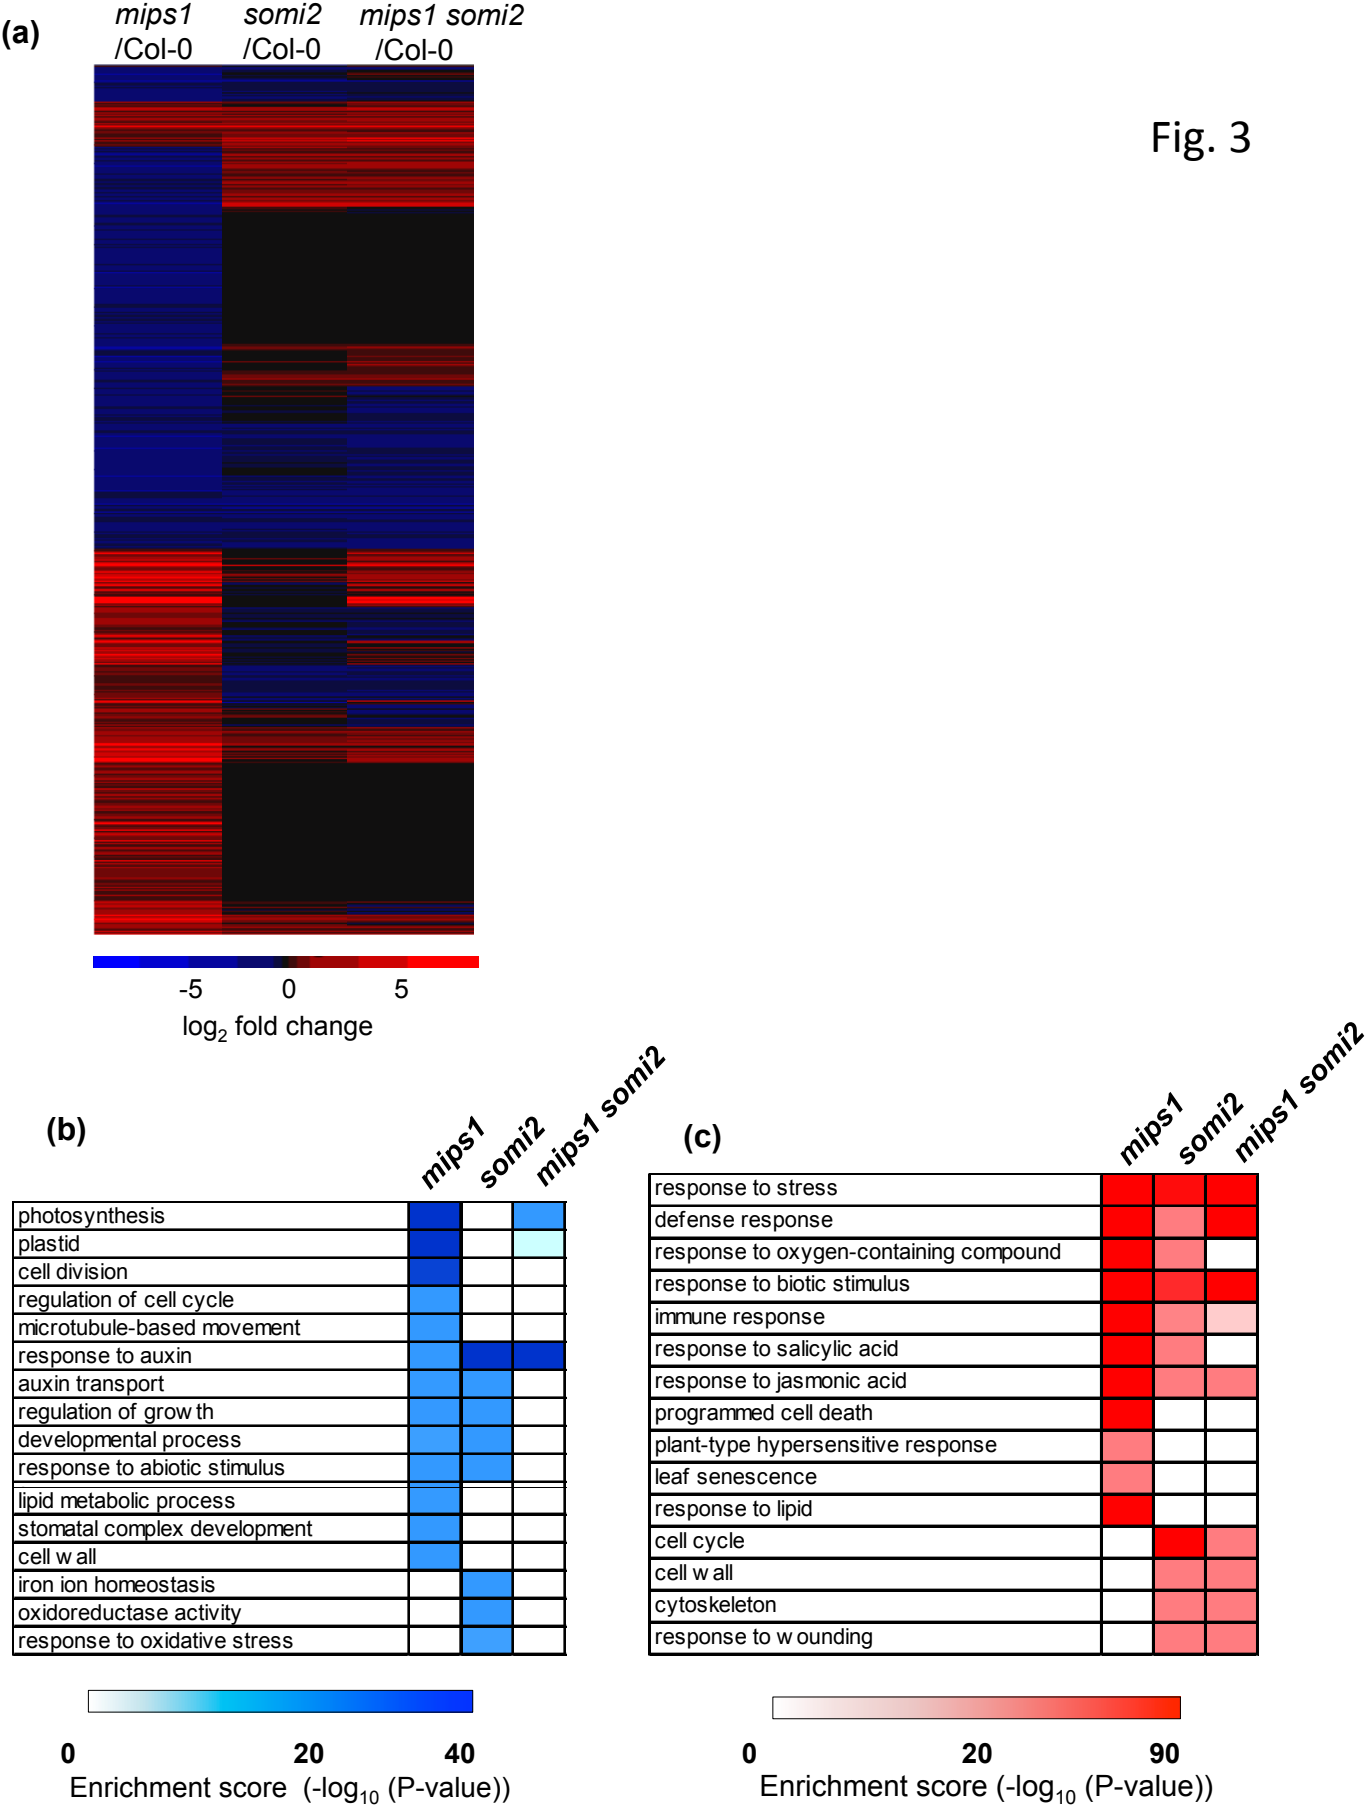 (a)
mips1 somi2 mips1 somi2
/Col-0 /Col-0 /Col-0
Fig. 3
-5 0 5
log2 fold change
(b)
mips1 somi2 mips1 somi2
photosynthesis
plastid
cell division
regulation of cell cycle
microtubule-based movement
response to auxin
auxin transport
regulation of growth
developmental process
response to abiotic stimulus
lipid metabolic process
stomatal complex development
cell wall
iron ion homeostasis
oxidoreductase activity
response to oxidative stress
0 20 40
Enrichment score (-log10 (P-value))
(c)
mips1 somi2 mips1 somi2
response to stress
defense response
response to oxygen-containing compound
response to biotic stimulus
immune response
response to salicylic acid
response to jasmonic acid
programmed cell death
plant-type hypersensitive response
leaf senescence
response to lipid
cell cycle
cell wall
cytoskeleton
response to wounding
0 20 90
Enrichment score (-log10 (P-value))